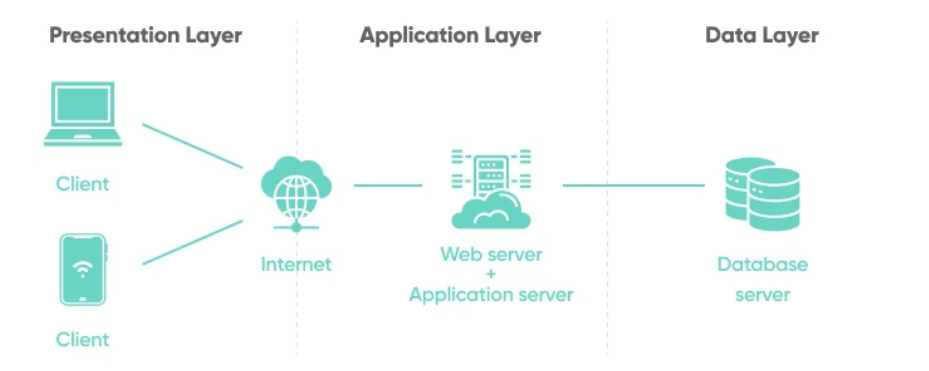 Presentation Layer
Application Layer
Data Layer
Client
Client
Internet
Web server
+
Application server
Database
server